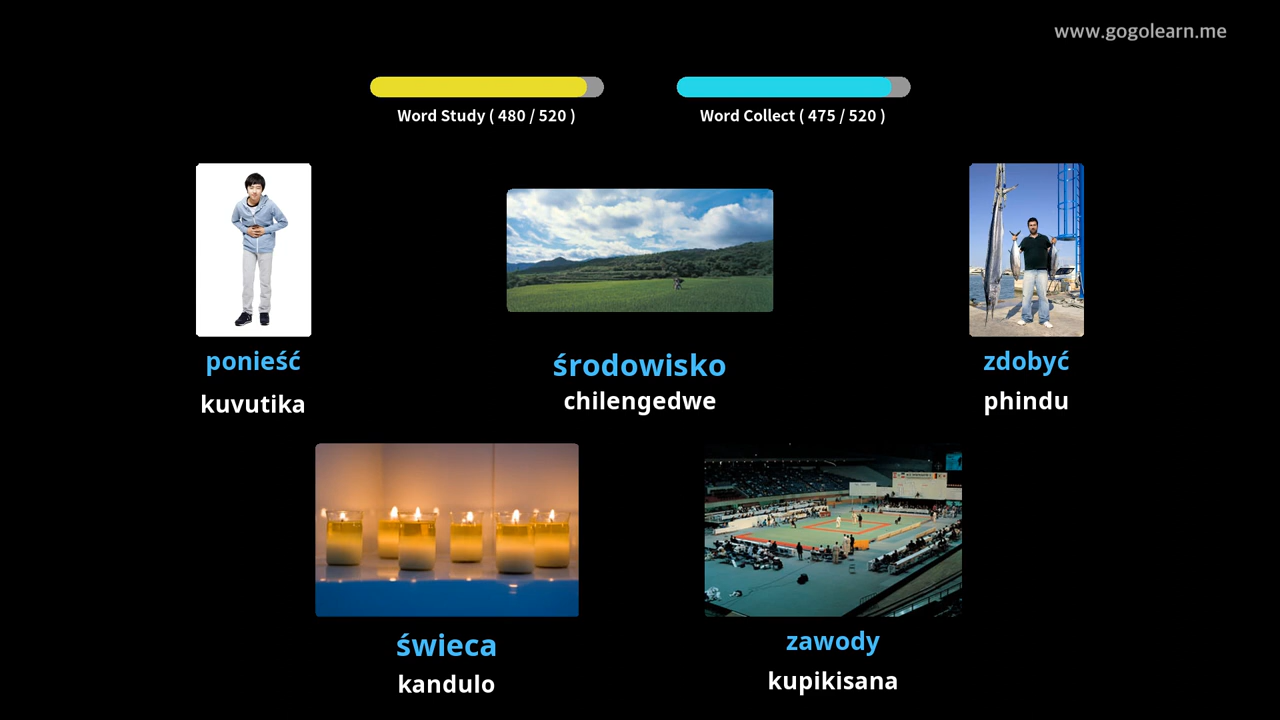 www.gogolearn.me
Word Study ( 480 / 520 )
Word Collect ( 475 / 520 )
ponieść
kuvutika
środowisko
chilengedwe
zdobyć
phindu
świeca
kandulo
zawody
kupikisana